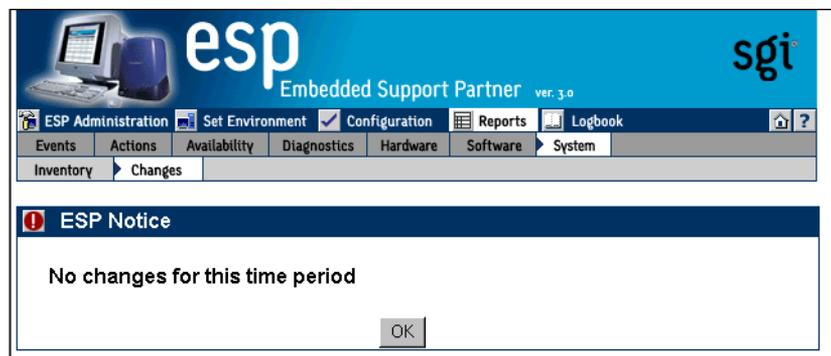 esp
sgi
Embedded Support Partner ver. 3.0
ESP Administration Set Environment Configuration Reports Logbook ?
Events Actions Availability Diagnostics Hardware Software System
Inventory Changes
ESP Notice
No changes for this time period
OK